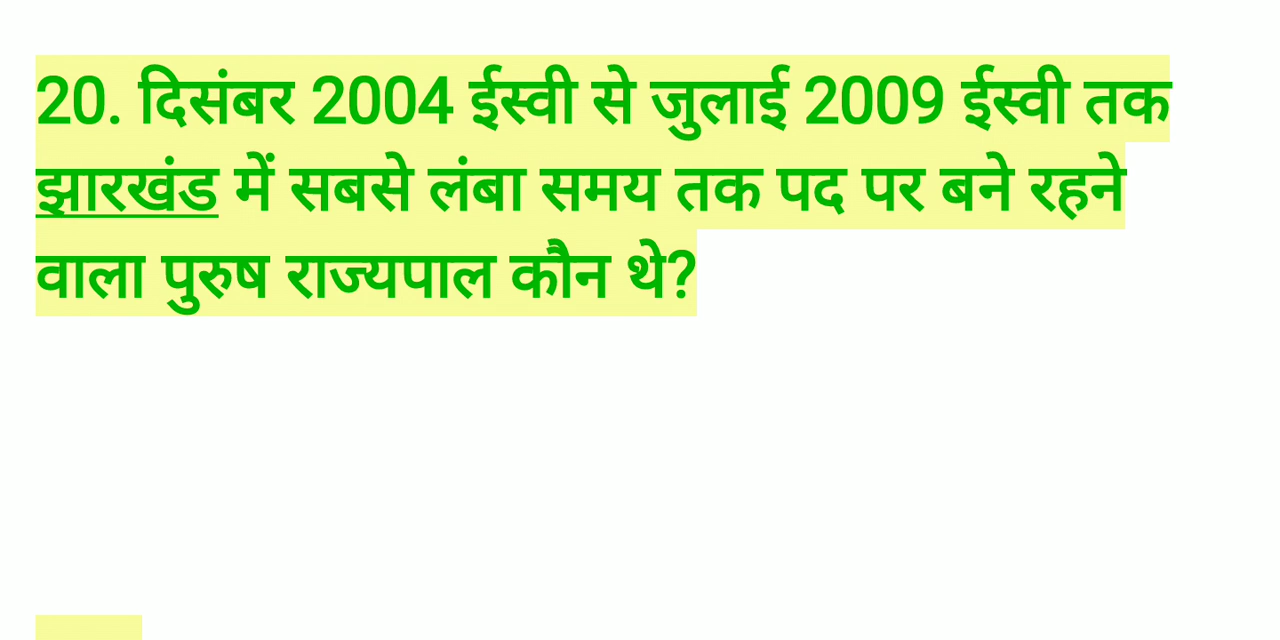 20. दिसंबर 2004 ईस्वी से जुलाई 2009 ईस्वी तक
झारखंड में सबसे लंबा समय तक पद पर बने रहने
वाला पुरुष राज्यपाल कौन थे?